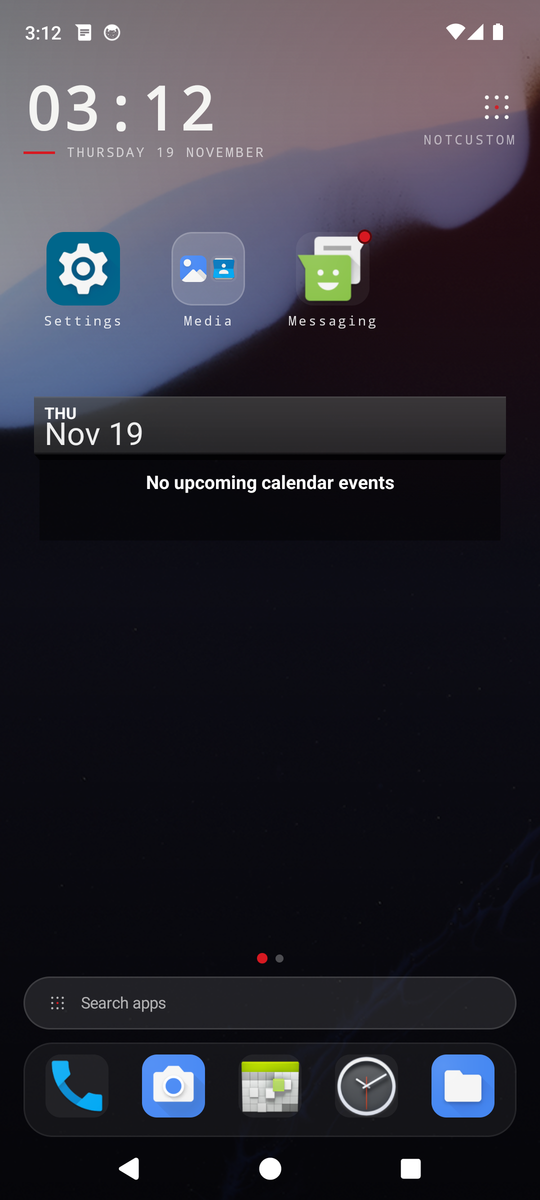 3:12
03:12
THURSDAY 19 NOVEMBER
NOTCUSTOM
Settings
Media
Messaging
THU
Nov 19
No upcoming calendar events
Search apps